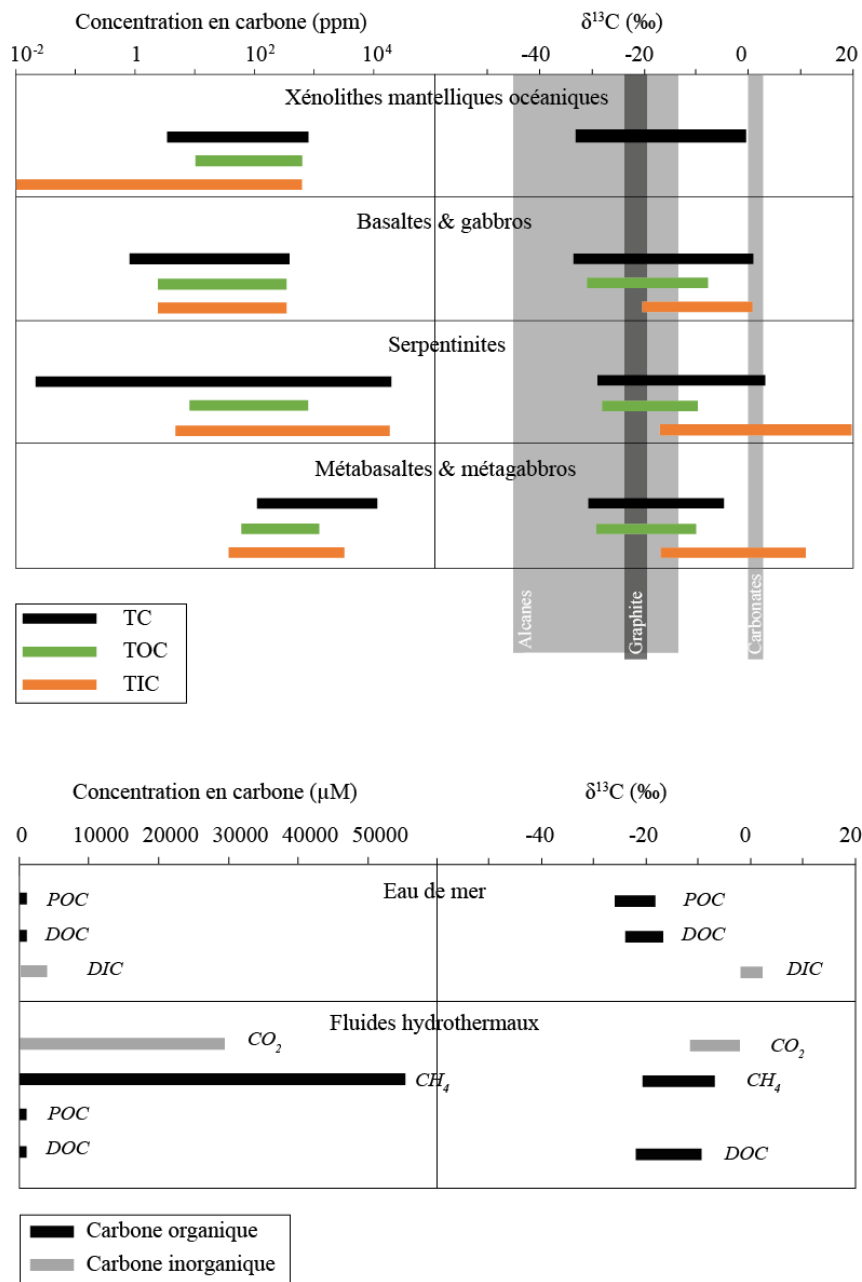 Concentration en carbone (ppm) δ¹³C (‰)
10⁻² 1 10² 10⁴ -40 -20 0 20
Xénolithes mantelliques océaniques
Basaltes & gabbros
Serpentinites
Métabasaltes & métagabbros
Alcanes
Graphite
Carbonates
TC
TOC
TIC
Concentration en carbone (µM) δ¹³C (‰)
0 10000 20000 30000 40000 50000 -40 -20 0 20
Eau de mer
POC POC
DOC DOC
DIC DIC
Fluides hydrothermaux
CO₂ CO₂
CH₄ CH₄
POC
DOC DOC
Carbone organique
Carbone inorganique